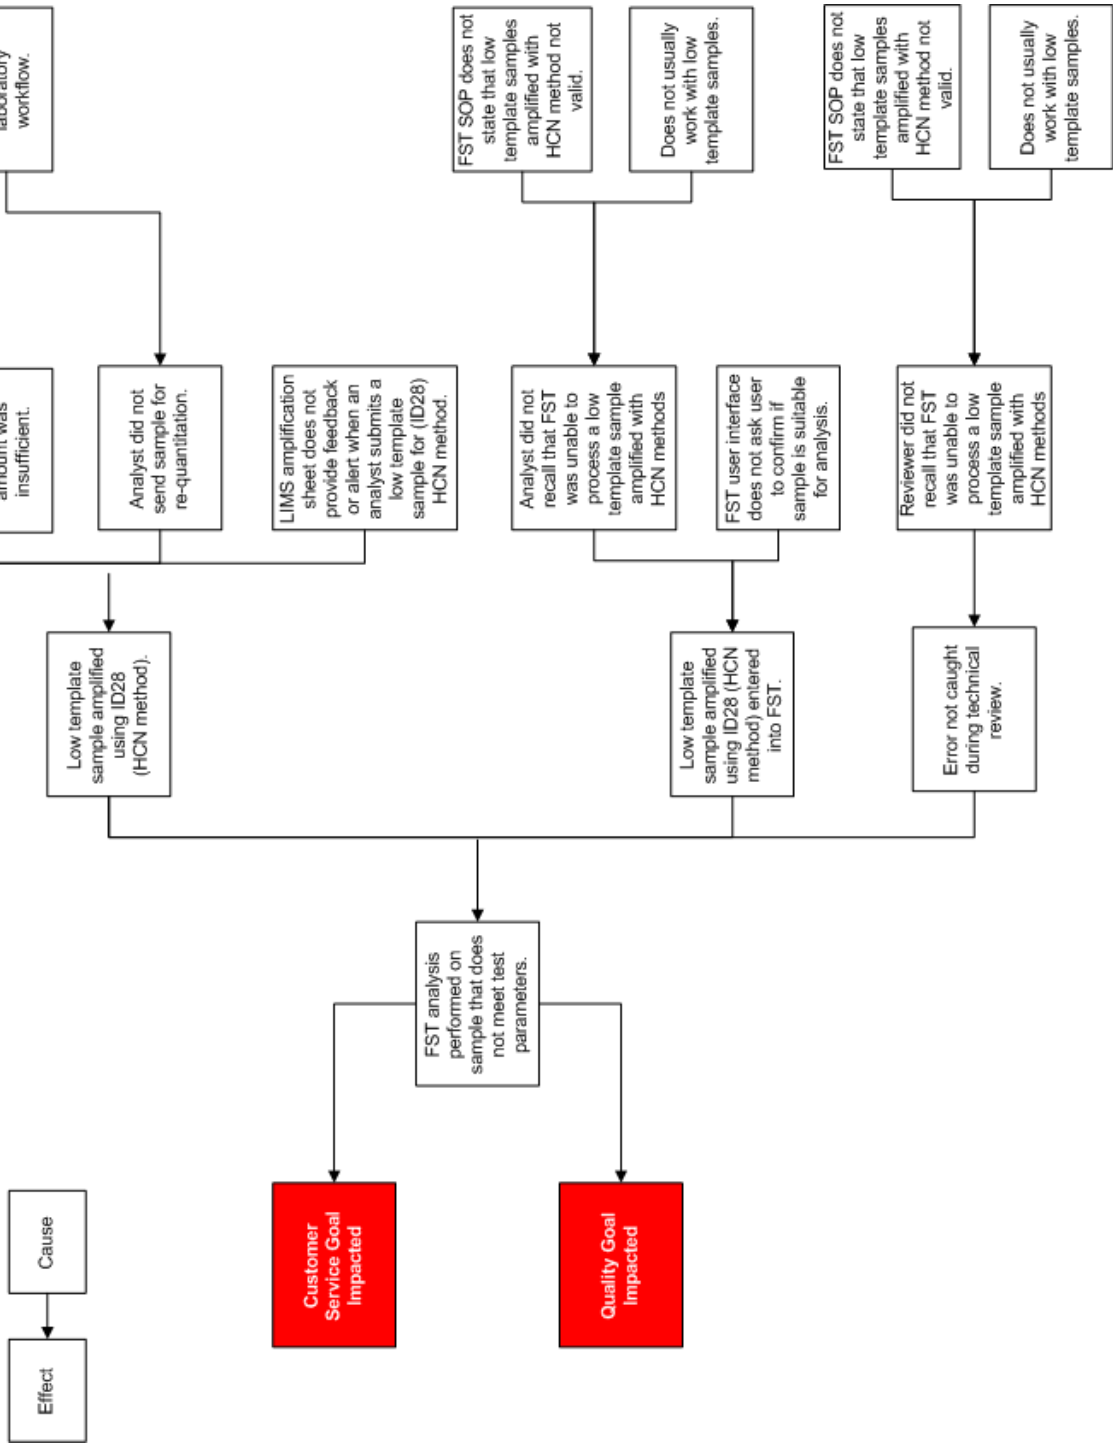 laboratory
workflow.
FST SOP does not
state that low
template samples
amplified with
HCN method not
valid.
Does not usually
work with low
template samples.
FST SOP does not
state that low
template samples
amplified with
HCN method not
valid.
Does not usually
work with low
template samples.
amount was
insufficient.
Analyst did not
send sample for
re-quantitation.
LIMS amplification
sheet does not
provide feedback
or alert when an
analyst submits a
low template
sample for (ID28)
HCN method.
Analyst did not
recall that FST
was unable to
process a low
template sample
amplified with
HCN methods
FST user interface
does not ask user
to confirm if
sample is suitable
for analysis.
Reviewer did not
recall that FST
was unable to
process a low
template sample
amplified with
HCN methods
Low template
sample amplified
using ID28
(HCN method).
Low template
sample amplified
using ID28 (HCN
method) entered
into FST.
Error not caught
during technical
review.
FST analysis
performed on
sample that does
not meet test
parameters.
Customer
Service Goal
Impacted
Quality Goal
Impacted
Cause
Effect